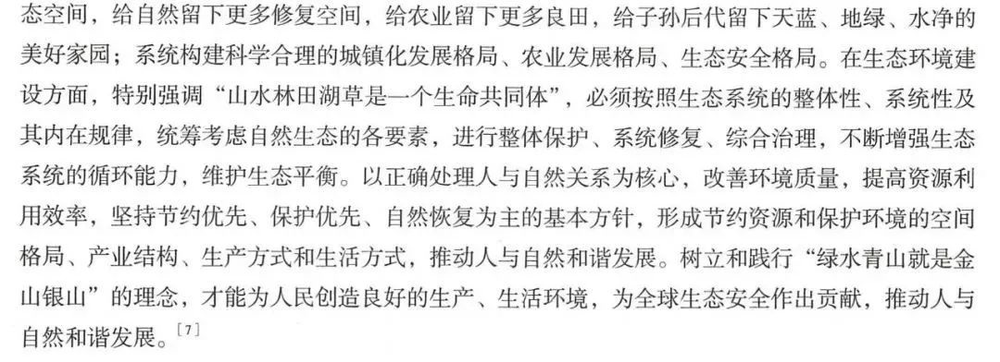 态空间，给自然留下更多修复空间，给农业留下更多良田，给子孙后代留下天蓝、地绿、水净的
美好家园；系统构建科学合理的城镇化发展格局、农业发展格局、生态安全格局。在生态环境建
设方面，特别强调“山水林田湖草是一个生命共同体”，必须按照生态系统的整体性、系统性及
其内在规律，统筹考虑自然生态的各要素，进行整体保护、系统修复、综合治理，不断增强生态
系统的循环能力，维护生态平衡。以正确处理人与自然关系为核心，改善环境质量，提高资源利
用效率，坚持节约优先、保护优先、自然恢复为主的基本方针，形成节约资源和保护环境的空间
格局、产业结构、生产方式和生活方式，推动人与自然和谐发展。树立和践行“绿水青山就是金
山银山”的理念，才能为人民创造良好的生产、生活环境，为全球生态安全作出贡献，推动人与
自然和谐发展。[7]